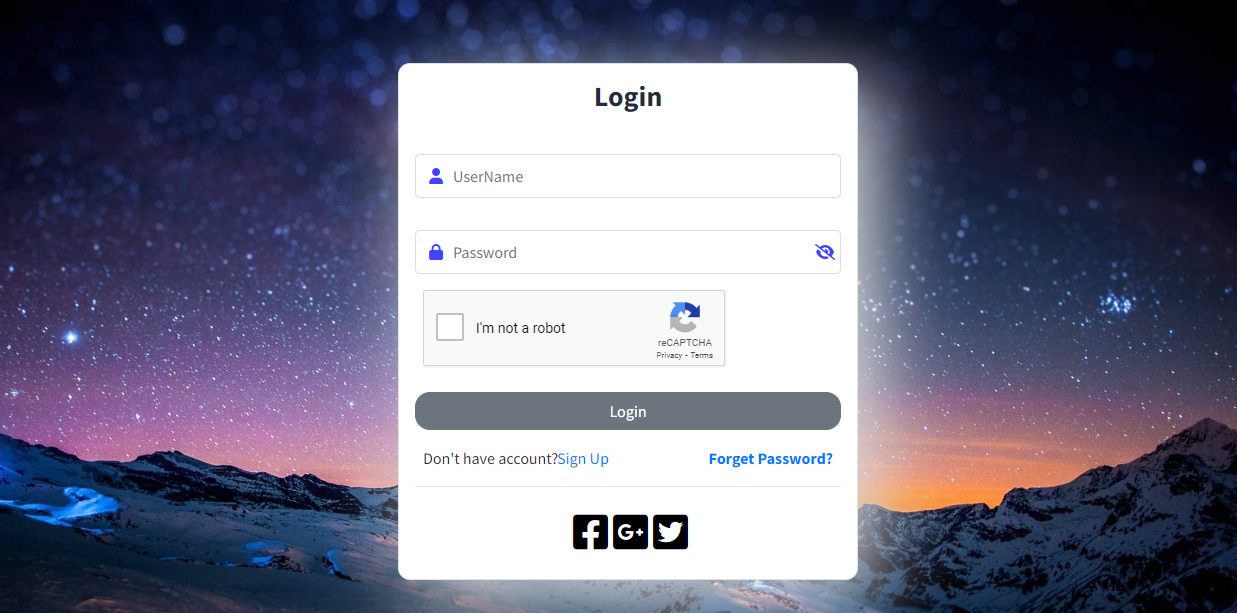 Login
UserName
Password
I'm not a robot
reCAPTCHA
Privacy - Terms
Login
Don't have account?Sign Up
Forget Password?
G+